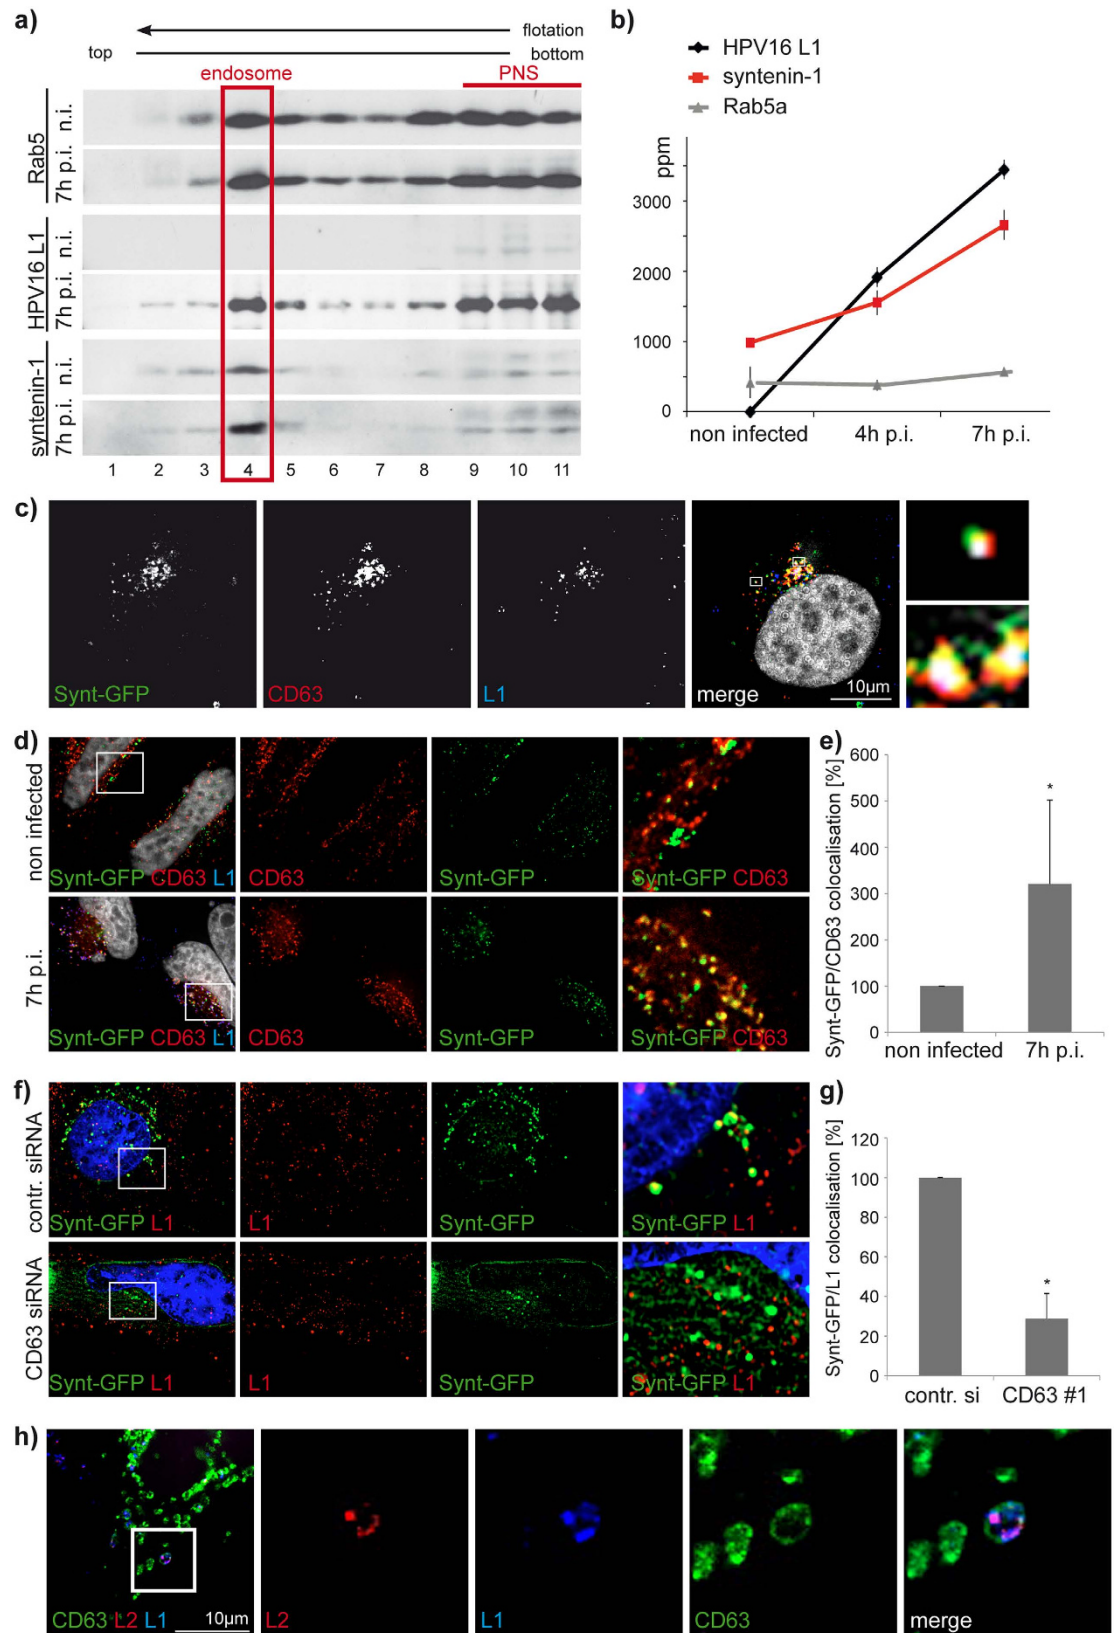 a)
flotation
top
bottom
endosome
PNS
Rab5
n.i.
7h p.i.
HPV16 L1
n.i.
7h p.i.
syntenin-1
n.i.
7h p.i.
1 2 3 4 5 6 7 8 9 10 11
b)
HPV16 L1
syntenin-1
Rab5a
ppm
3000
2000
1000
0
non infected 4h p.i. 7h p.i.
c)
Synt-GFP
CD63
L1
merge
10µm
d)
non infected
Synt-GFP CD63 L1
CD63
Synt-GFP
Synt-GFP CD63
7h p.i.
Synt-GFP CD63 L1
CD63
Synt-GFP
Synt-GFP CD63
e)
Synt-GFP/CD63 colocalisation [%]
600
500
400
300
200
100
0
*
non infected 7h p.i.
f)
contr. siRNA
Synt-GFP L1
L1
Synt-GFP
Synt-GFP L1
CD63 siRNA
Synt-GFP L1
L1
Synt-GFP
Synt-GFP L1
g)
Synt-GFP/L1 colocalisation [%]
120
100
80
60
40
20
0
*
contr. si CD63 #1
h)
CD63 L2 L1
10µm
L2
L1
CD63
merge